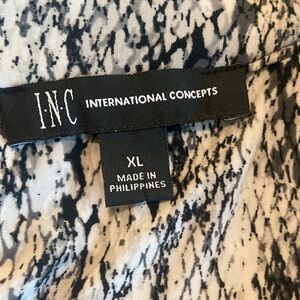 I.N.C INTERNATIONAL CONCEPTS
XL
MADE IN
PHILIPPINES